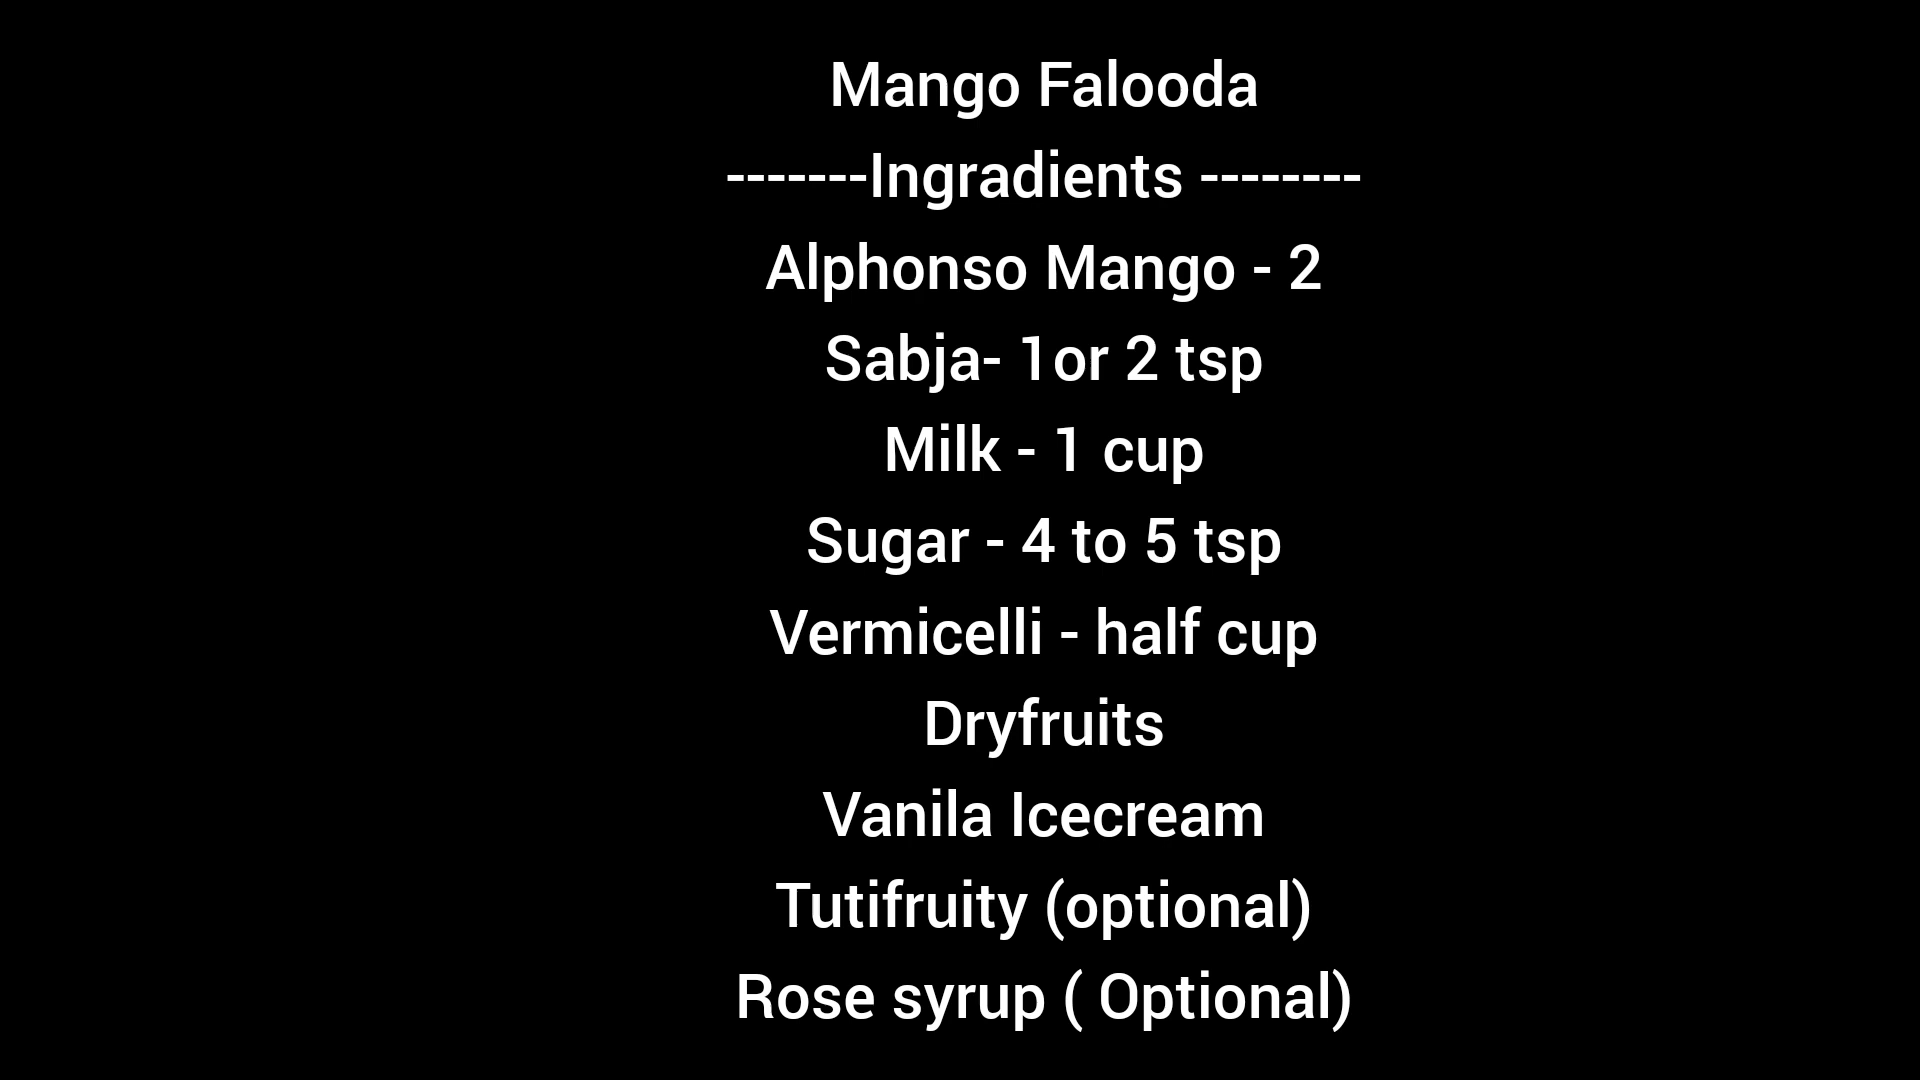 Mango Falooda
-------Ingradients --------
Alphonso Mango - 2
Sabja- 1or 2 tsp
Milk - 1 cup
Sugar - 4 to 5 tsp
Vermicelli - half cup
Dryfruits
Vanila Icecream
Tutifruity (optional)
Rose syrup ( Optional)